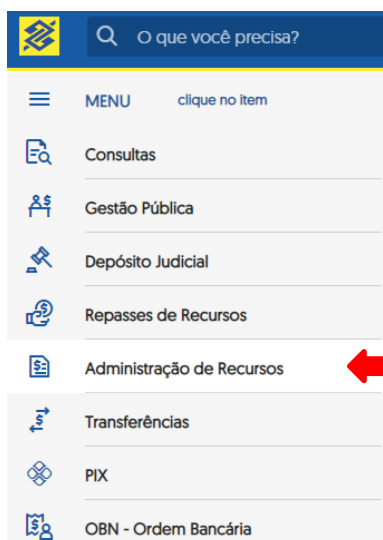 O que você precisa?
MENU clique no item
Consultas
Gestão Pública
Depósito Judicial
Repasses de Recursos
Administração de Recursos
Transferências
PIX
OBN - Ordem Bancária